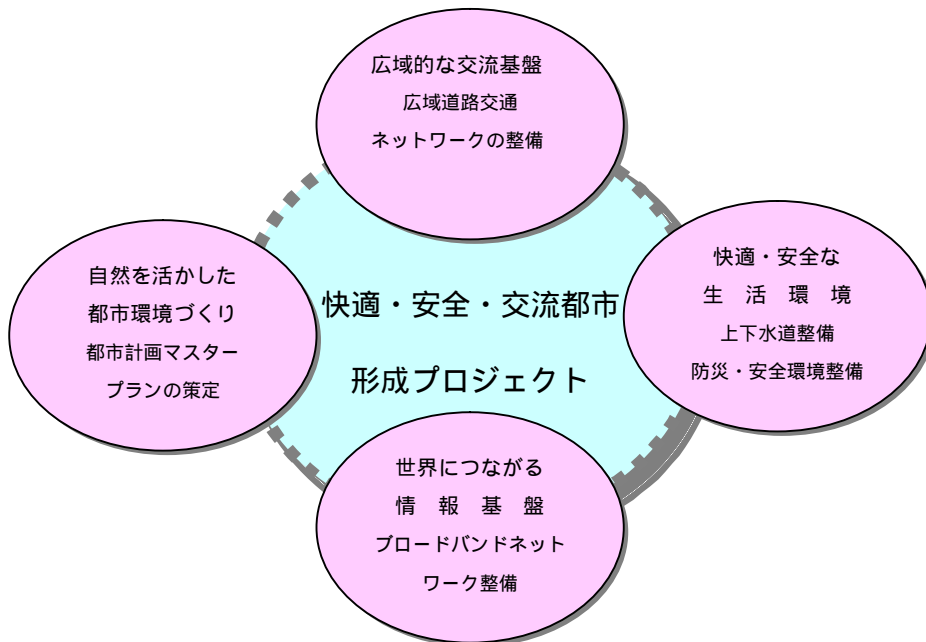 広域的な交流基盤
広域道路交通
ネットワークの整備
自然を活かした
都市環境づくり
都市計画マスター
プランの策定
快適・安全・交流都市
形成プロジェクト
快適・安全な
生　活　環　境
上下水道整備
防災・安全環境整備
世界につながる
情　報　基　盤
ブロードバンドネット
ワーク整備